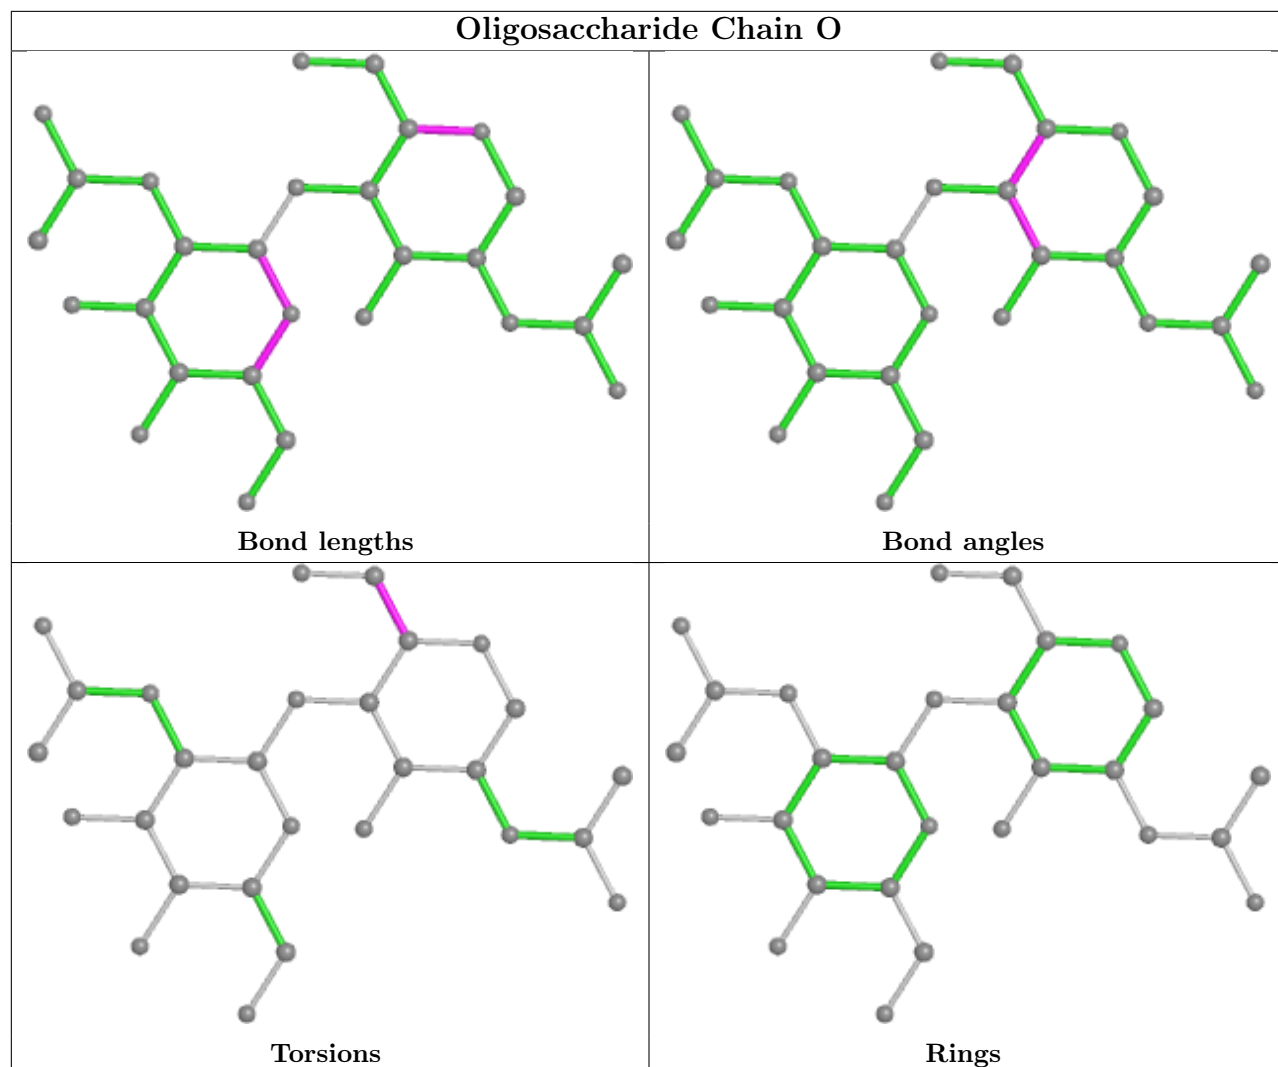 Oligosaccharide Chain O
Bond lengths
Bond angles
Torsions
Rings